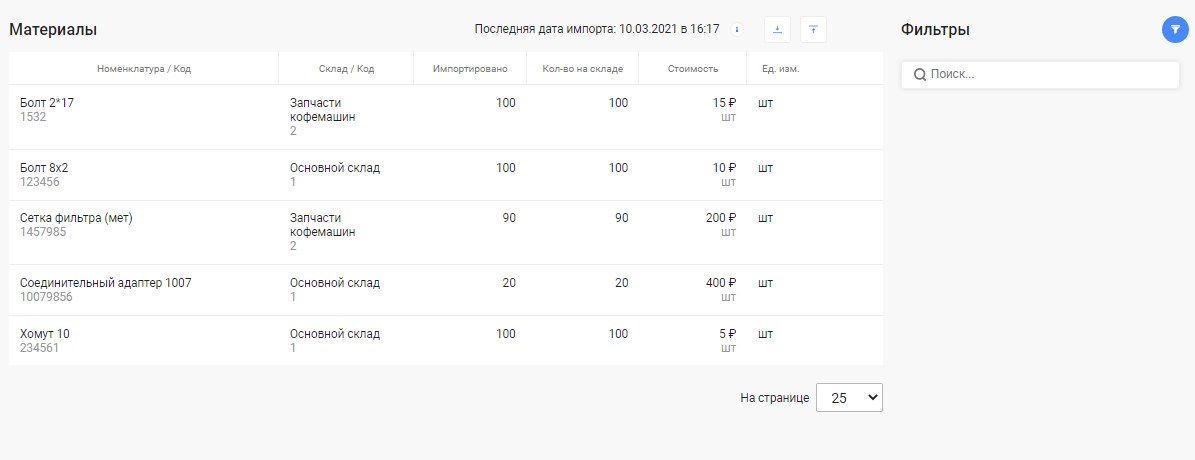 Материалы
Последняя дата импорта: 10.03.2021 в 16:17
Фильтры
Номенклатура / Код Склад / Код Импортировано Кол-во на складе Стоимость Ед. изм.
Поиск...
Болт 2*17 Запчасти 100 100 15 ₽ шт
1532 кофемашин шт
2
Болт 8х2 Основной склад 100 100 10 ₽ шт
123456 1 шт
Сетка фильтра (мет) Запчасти 90 90 200 ₽ шт
1457985 кофемашин шт
2
Соединительный адаптер 1007 Основной склад 20 20 400 ₽ шт
10079856 1 шт
Хомут 10 Основной склад 100 100 5 ₽ шт
234561 1 шт
На странице 25